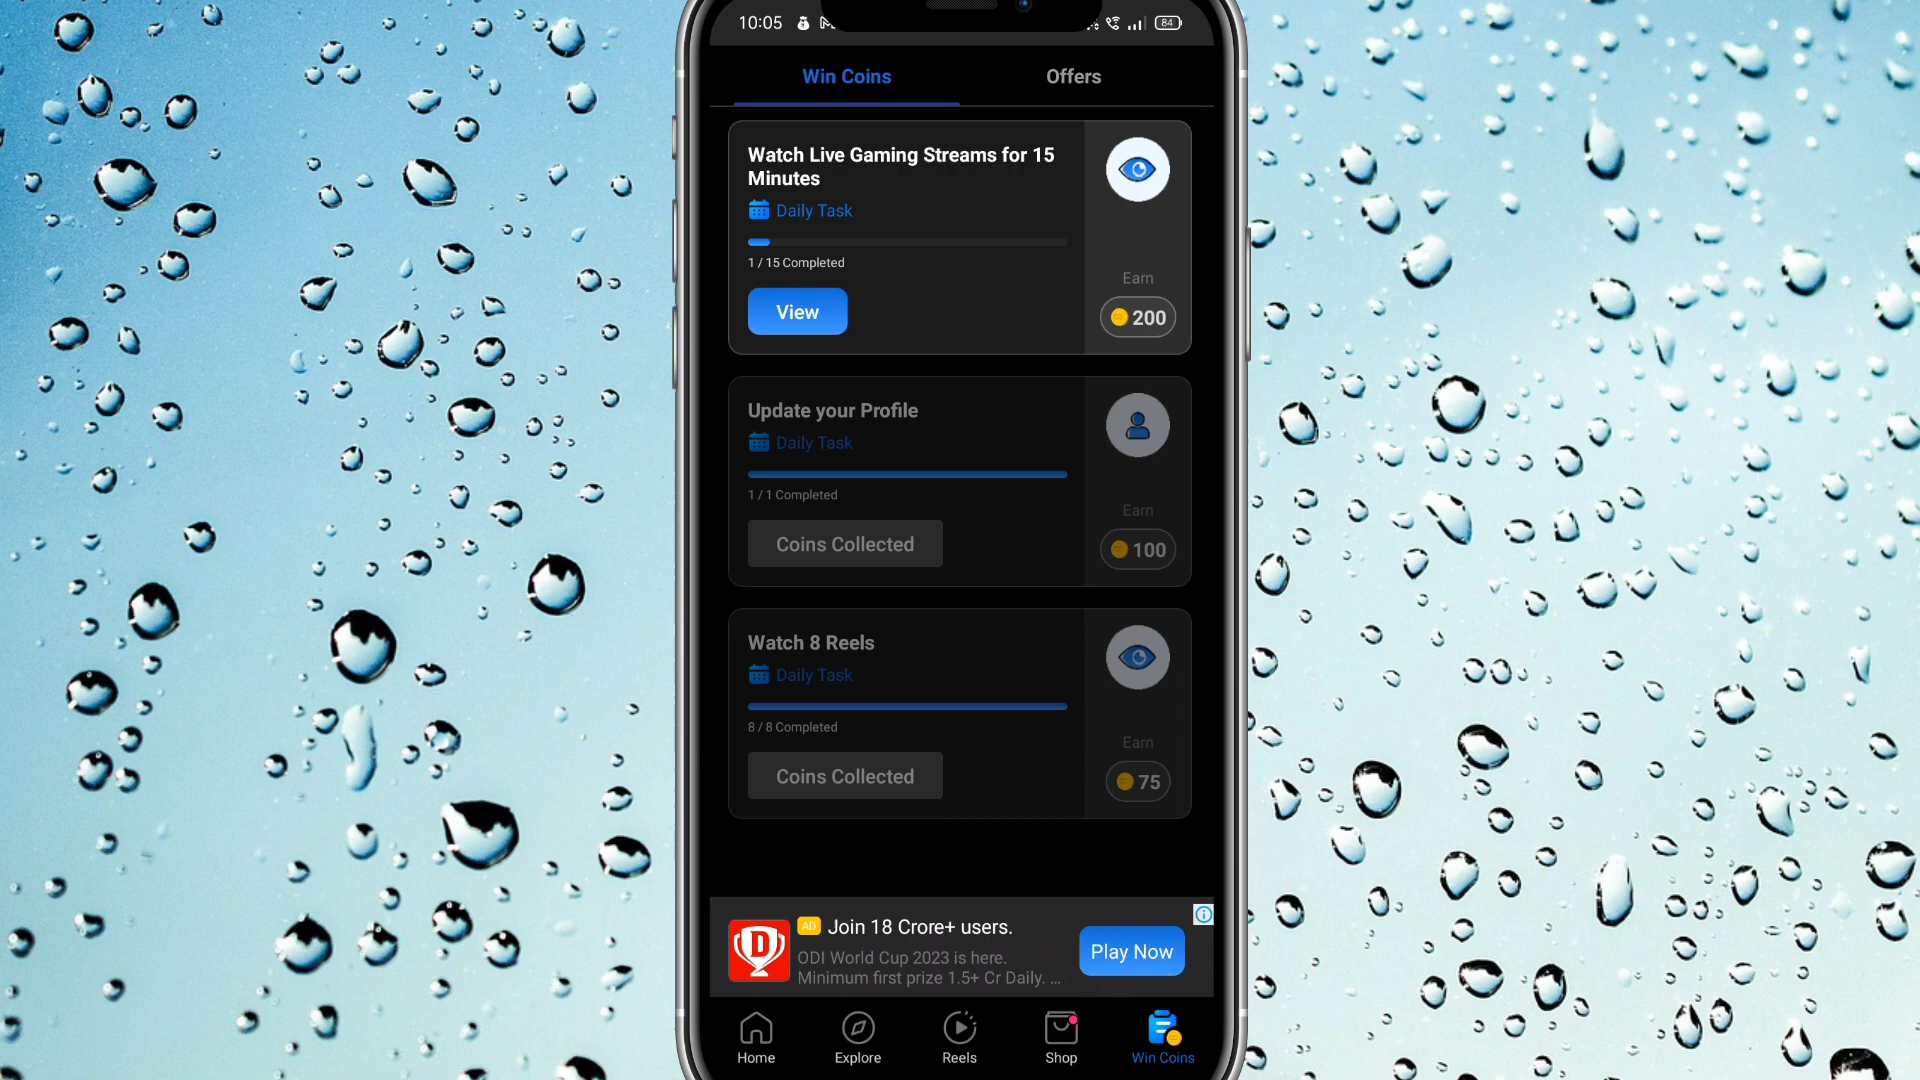 10:05
84
Win Coins
Offers
Watch Live Gaming Streams for 15
Minutes
Daily Task
1 / 15 Completed
View
Earn
200
Update your Profile
Daily Task
1 / 1 Completed
Coins Collected
Earn
100
Watch 8 Reels
Daily Task
8 / 8 Completed
Coins Collected
Earn
75
D
AD Join 18 Crore+ users.
ODI World Cup 2023 is here.
Minimum first prize 1.5+ Cr Daily. ...
Play Now
Home
Explore
Reels
Shop
Win Coins